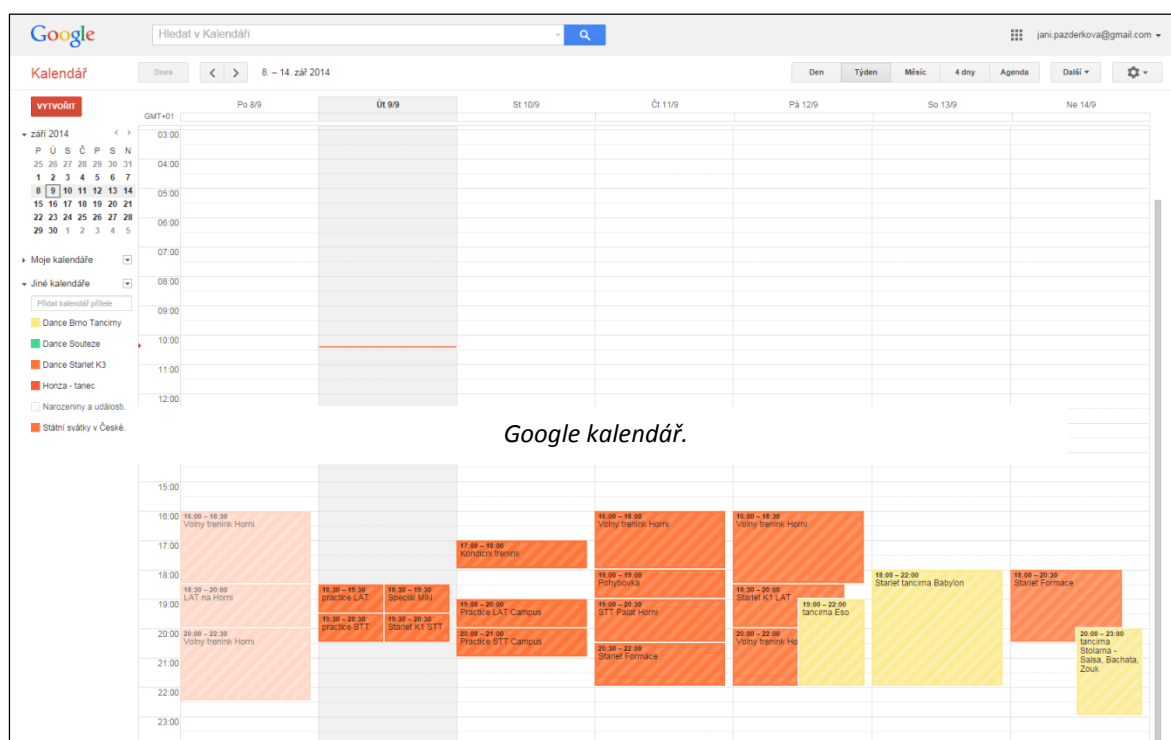 Google
Hledat v Kalendáři
jani.pazderkova@gmail.com
Kalendář
Dnes
8. – 14. zář 2014
Den
Týden
Měsíc
4 dny
Agenda
Další
VYTVOŘIT
Po 8/9
Út 9/9
St 10/9
Čt 11/9
Pá 12/9
So 13/9
Ne 14/9
GMT+01
září 2014
P Ú S Č P S N
25 26 27 28 29 30 31
1 2 3 4 5 6 7
8 9 10 11 12 13 14
15 16 17 18 19 20 21
22 23 24 25 26 27 28
29 30 1 2 3 4 5
Moje kalendáře
Jiné kalendáře
Přidat kalendář přítele
Dance Brno Tancirny
Dance Souteze
Dance Starlet K3
Honza - tanec
Narozeniny a události.
Státní svátky v České.
03:00
04:00
05:00
06:00
07:00
08:00
09:00
10:00
11:00
12:00
Google kalendář.
15:00
16:00
17:00
18:00
19:00
20:00
21:00
22:00
23:00
16:00 – 18:30
Volny trenink Horni
18:30 – 20:00
LAT na Horni
20:00 – 22:30
Volny trenink Horni
18:30 – 19:30
practice LAT
18:30 – 19:30
Special Miki
19:30 – 20:30
practice STT
19:30 – 20:30
Starlet K1 STT
17:00 – 18:00
Kondicni trenink
19:00 – 20:00
Practice LAT Campus
20:00 – 21:00
Practice STT Campus
16:00 – 18:00
Volny trenink Horni
18:00 – 19:00
Pohybovka
19:00 – 20:30
STT Palat Horni
20:30 – 22:00
Starlet Formace
16:00 – 18:30
Volny trenink Horni
18:30 – 20:00
Starlet K1 LAT
19:00 – 22:00
tancirna Eso
20:00 – 22:00
Volny trenink Ho
18:00 – 22:00
Starlet tancirna Babylon
18:00 – 20:30
Starlet Formace
20:00 – 23:00
tancirna
Stolarna -
Salsa, Bachata,
Zouk